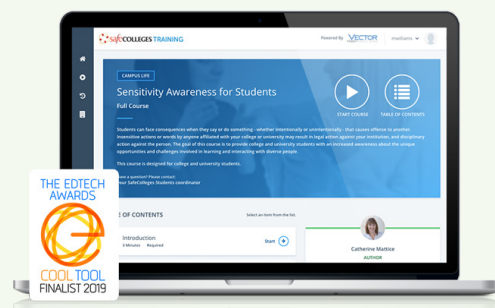 safeCOLLEGES TRAINING
Powered By VECTOR
mwilliams
CAMPUS LIFE
Sensitivity Awareness for Students
Full Course
START COURSE
TABLE OF CONTENTS
Students can face consequences when they say or do something - whether intentionally or unintentionally - that causes offense to another.
Insensitive actions or words by anyone affiliated with your college or university may result in legal action against your institution, and disciplinary
action against the person. The goal of this course is to provide college and university students with an increased awareness about the unique
opportunities and challenges involved in learning and interacting with diverse people.
This course is designed for college and university students.
have a question? Please contact:
our SafeColleges Students coordinator
E OF CONTENTS
Select an item from the list.
Introduction
3 Minutes Required
Start
Catherine Mattice
AUTHOR
THE EDTECH
AWARDS
COOL TOOL
FINALIST 2019